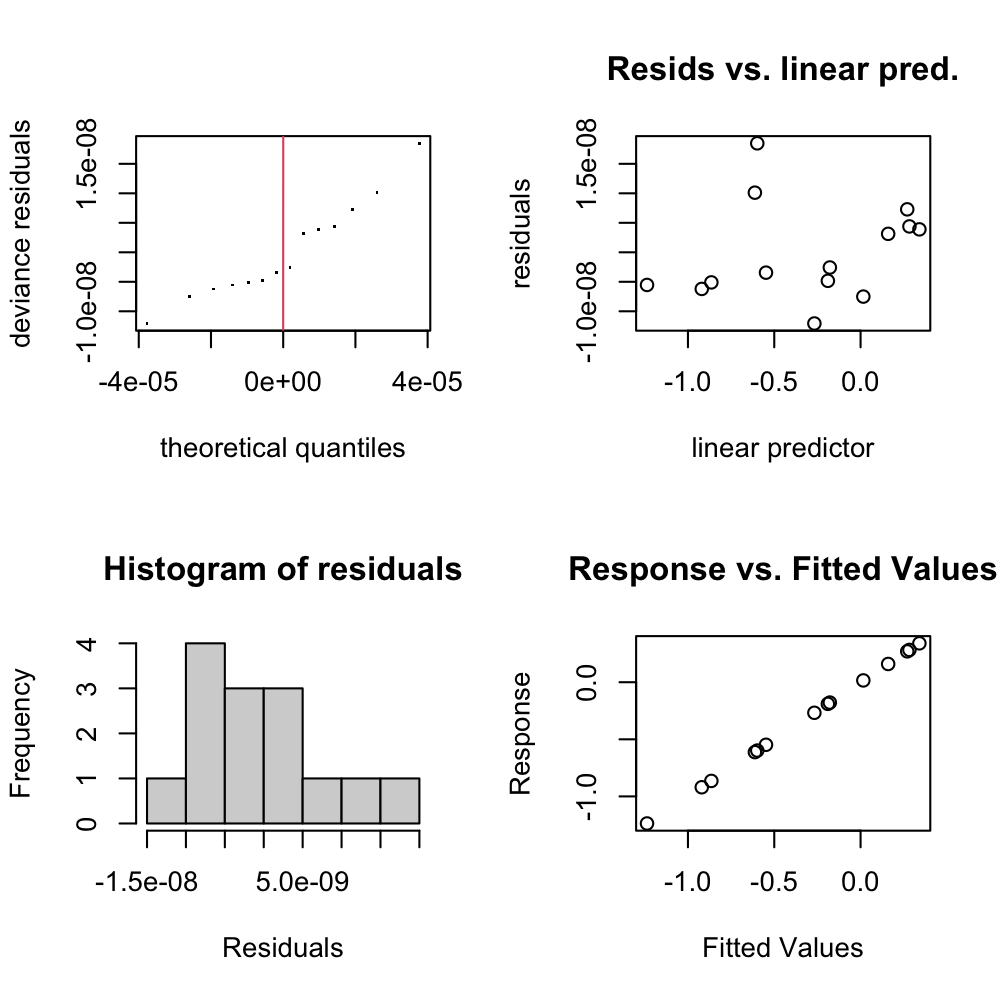 deviance residuals
-1.0e-08 1.5e-08
-4e-05 0e+00 4e-05
theoretical quantiles
Resids vs. linear pred.
residuals
-1.0e-08 1.5e-08
-1.0 -0.5 0.0
linear predictor
Histogram of residuals
Frequency
0 1 2 3 4
-1.5e-08 5.0e-09
Residuals
Response vs. Fitted Values
Response
-1.0 0.0
-1.0 -0.5 0.0
Fitted Values